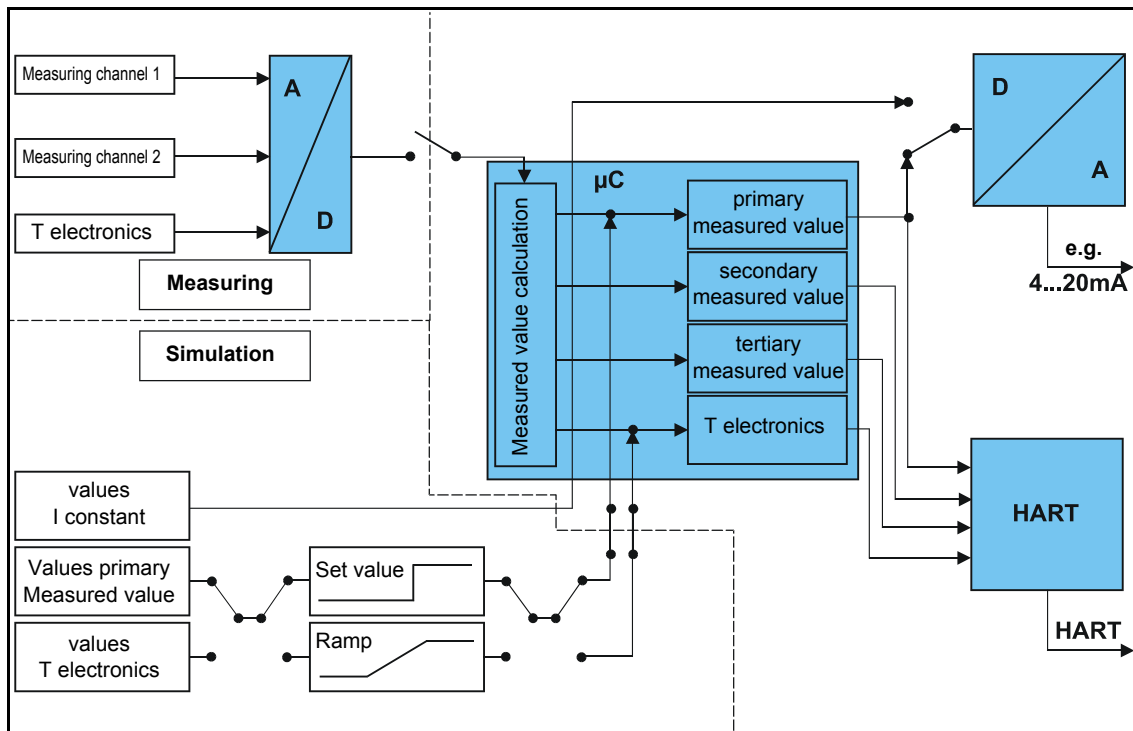 Measuring channel 1
Measuring channel 2
T electronics
A
D
Measuring
Simulation
µC
Measured value calculation
primary
measured value
secondary
measured value
tertiary
measured value
T electronics
D
A
e.g.
4...20mA
values
I constant
Values primary
Measured value
values
T electronics
Set value
Ramp
HART
HART